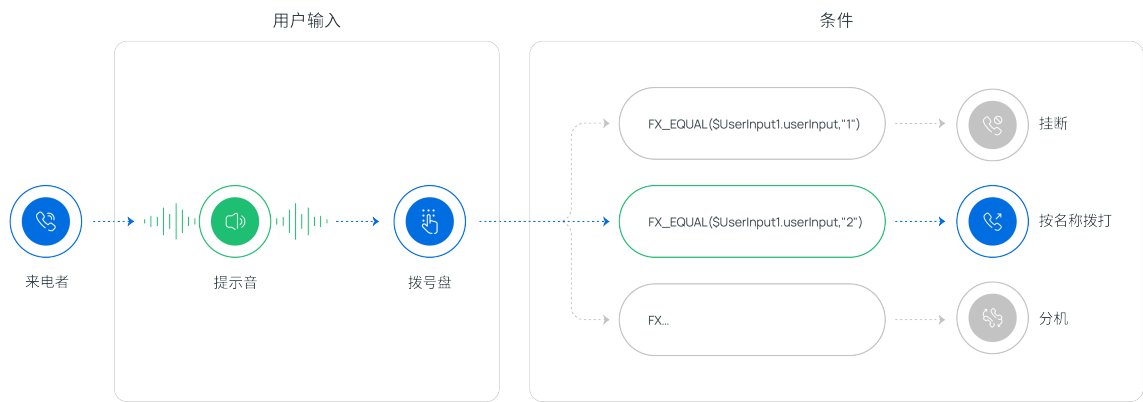 用户输入
条件
FX_EQUAL($UserInput1.userInput,"1")
挂断
来电者
提示音
拨号盘
FX_EQUAL($UserInput1.userInput,"2")
按名称拨打
FX...
分机